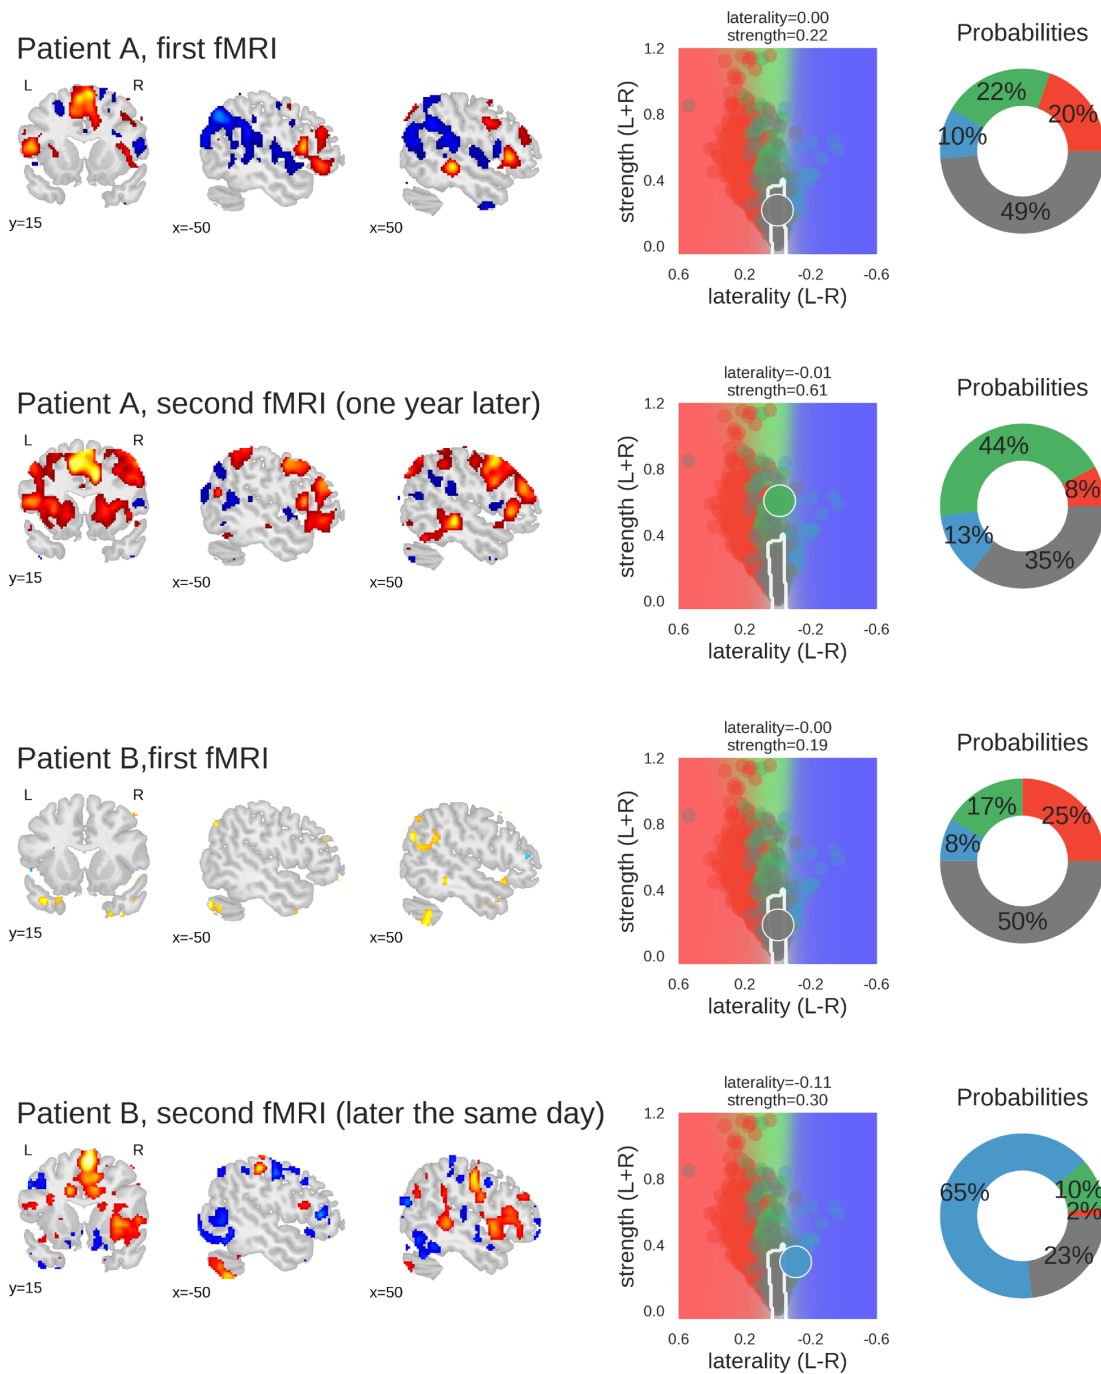 Patient A, first fMRI
L
R
y=15
x=-50
x=50
laterality=0.00
strength=0.22
1.2
0.8
0.4
0.0
strength (L+R)
0.6
0.2
-0.2
-0.6
laterality (L-R)
Probabilities
22%
20%
10%
49%
Patient A, second fMRI (one year later)
L
R
y=15
x=-50
x=50
laterality=-0.01
strength=0.61
1.2
0.8
0.4
0.0
strength (L+R)
0.6
0.2
-0.2
-0.6
laterality (L-R)
Probabilities
44%
8%
13%
35%
Patient B,first fMRI
L
R
y=15
x=-50
x=50
laterality=-0.00
strength=0.19
1.2
0.8
0.4
0.0
strength (L+R)
0.6
0.2
-0.2
-0.6
laterality (L-R)
Probabilities
17%
25%
8%
50%
Patient B, second fMRI (later the same day)
L
R
y=15
x=-50
x=50
laterality=-0.11
strength=0.30
1.2
0.8
0.4
0.0
strength (L+R)
0.6
0.2
-0.2
-0.6
laterality (L-R)
Probabilities
65%
10%
2%
23%